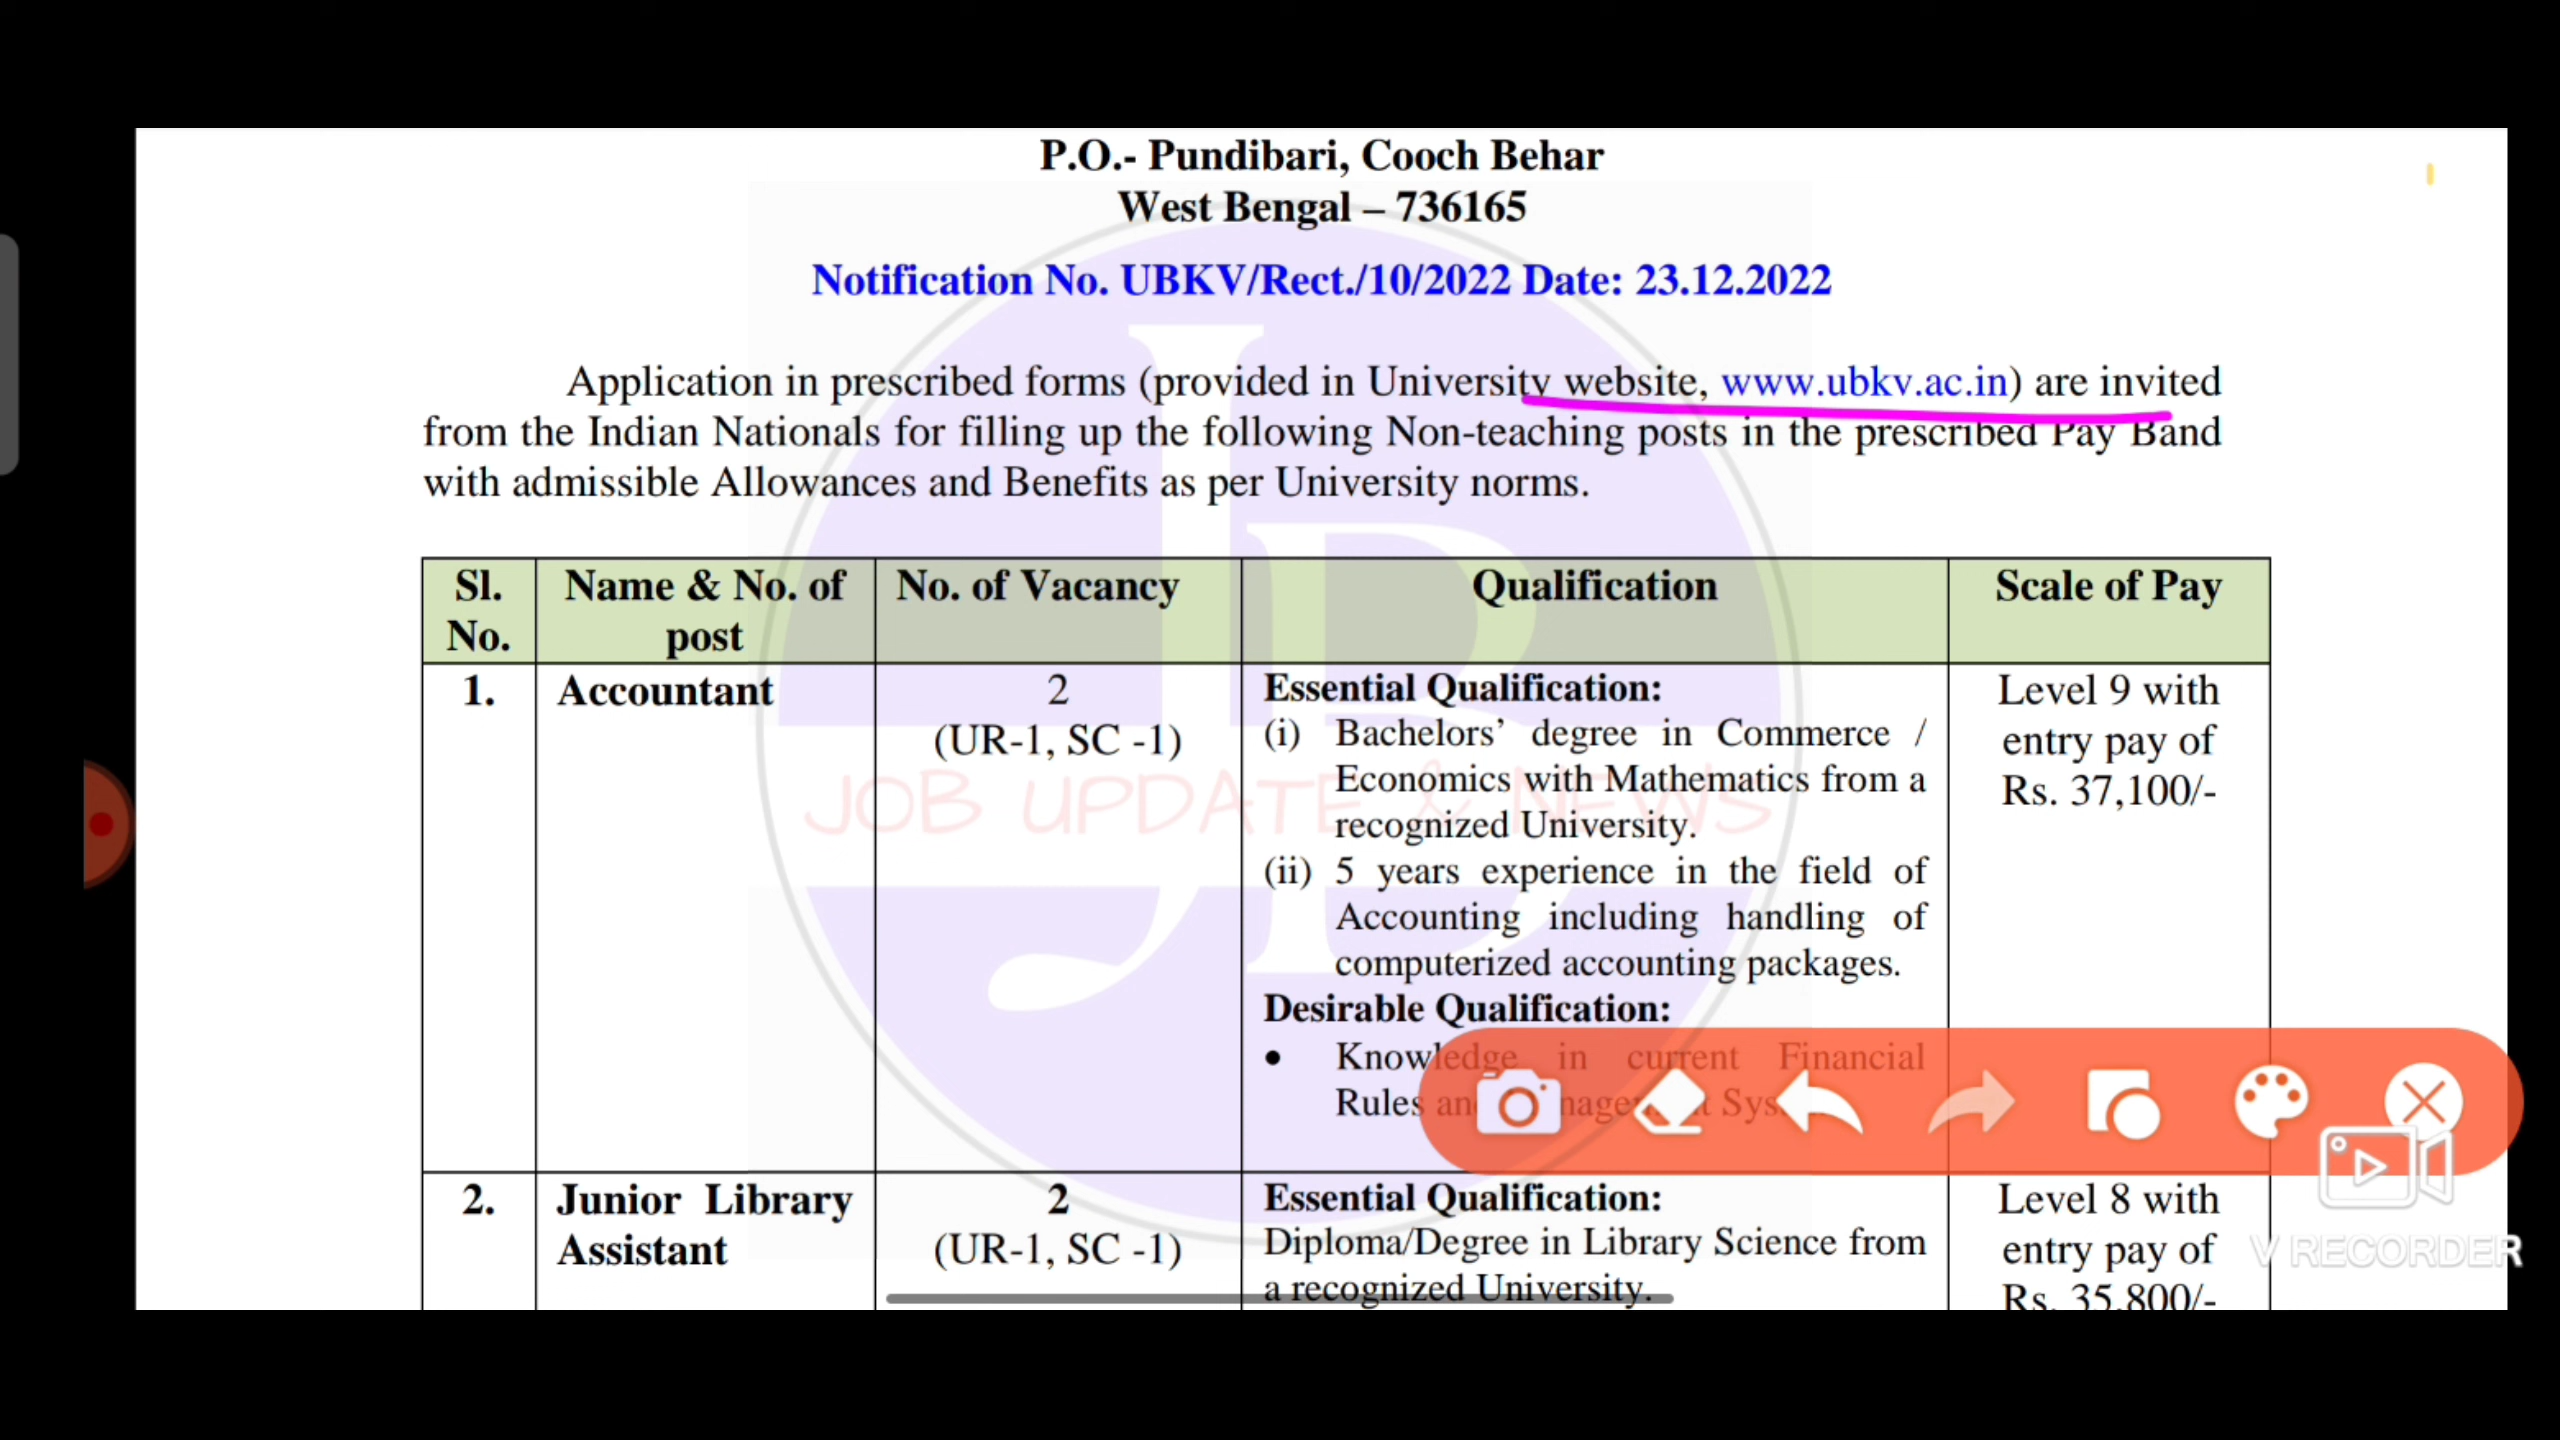 P.O.- Pundibari, Cooch Behar
West Bengal – 736165
Notification No. UBKV/Rect./10/2022 Date: 23.12.2022
Application in prescribed forms (provided in University website, www.ubkv.ac.in) are invited
from the Indian Nationals for filling up the following Non-teaching posts in the prescribed Pay Band
with admissible Allowances and Benefits as per University norms.
Sl. No.
Name & No. of post
No. of Vacancy
Qualification
Scale of Pay
1.
Accountant
2
(UR-1, SC -1)
Essential Qualification:
(i) Bachelors’ degree in Commerce /
Economics with Mathematics from a
recognized University.
(ii) 5 years experience in the field of
Accounting including handling of
computerized accounting packages.
Desirable Qualification:
• Knowledge in current Financial
Rules and
Level 9 with
entry pay of
Rs. 37,100/-
JOB UPDATE & NEWS
2.
Junior Library
Assistant
2
(UR-1, SC -1)
Essential Qualification:
Diploma/Degree in Library Science from
a recognized University.
Level 8 with
entry pay of
Rs. 35,800/-
V RECORDER